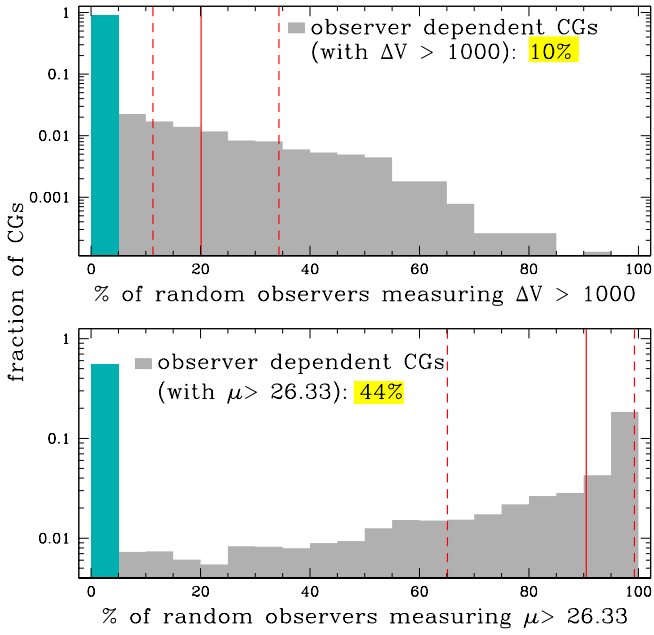 1
0.1
0.01
0.001
observer dependent CGs
(with ΔV > 1000): 10%
0 20 40 60 80 100
% of random observers measuring ΔV > 1000
fraction of CGs
1
0.1
0.01
observer dependent CGs
(with μ> 26.33): 44%
0 20 40 60 80 100
% of random observers measuring μ> 26.33